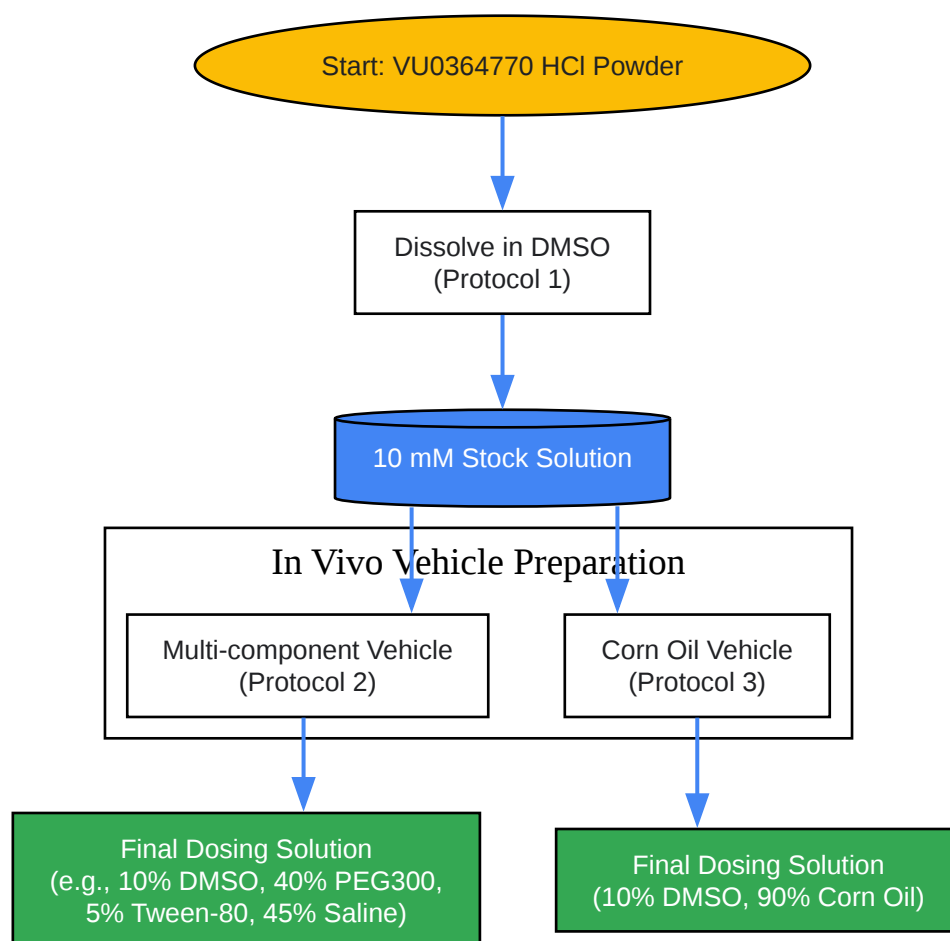 Start: VU0364770 HCl Powder
Dissolve in DMSO
(Protocol 1)
10 mM Stock Solution
In Vivo Vehicle Preparation
Multi-component Vehicle
(Protocol 2)
Corn Oil Vehicle
(Protocol 3)
Final Dosing Solution
(e.g., 10% DMSO, 40% PEG300,
5% Tween-80, 45% Saline)
Final Dosing Solution
(10% DMSO, 90% Corn Oil)